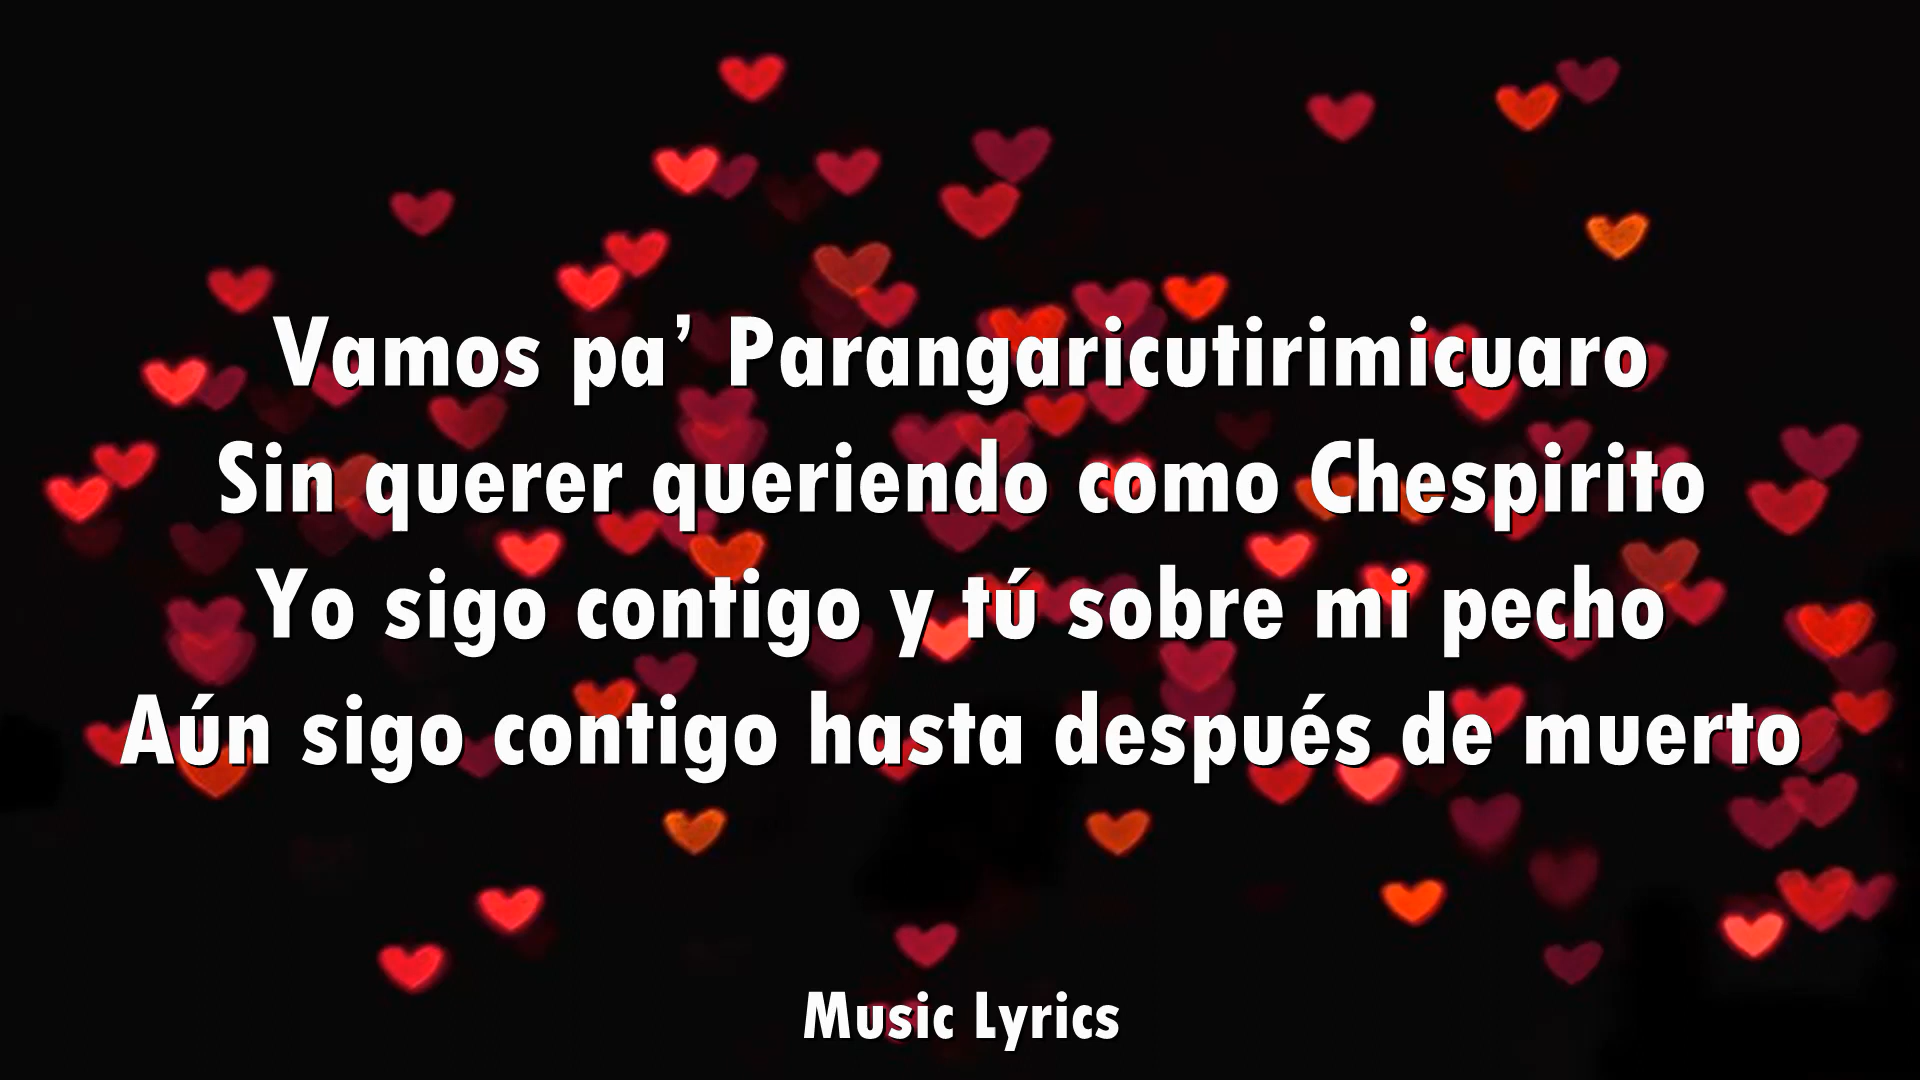 Vamos pa’ Parangaricutirimicuaro
Sin querer queriendo como Chespirito
Yo sigo contigo y tú sobre mi pecho
Aún sigo contigo hasta después de muerto
Music Lyrics